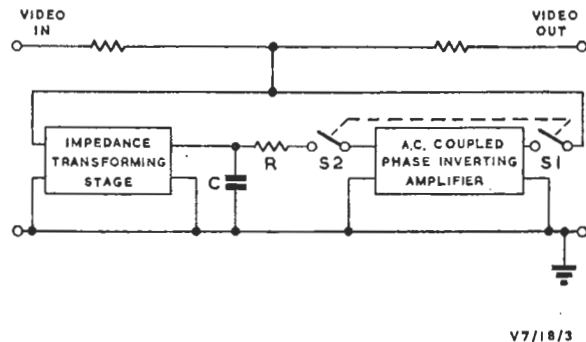 VIDEO
IN
VIDEO
OUT
IMPEDANCE
TRANSFORMING
STAGE
C
R
S2
A.C. COUPLED
PHASE INVERTING
AMPLIFIER
S1
V7/18/3